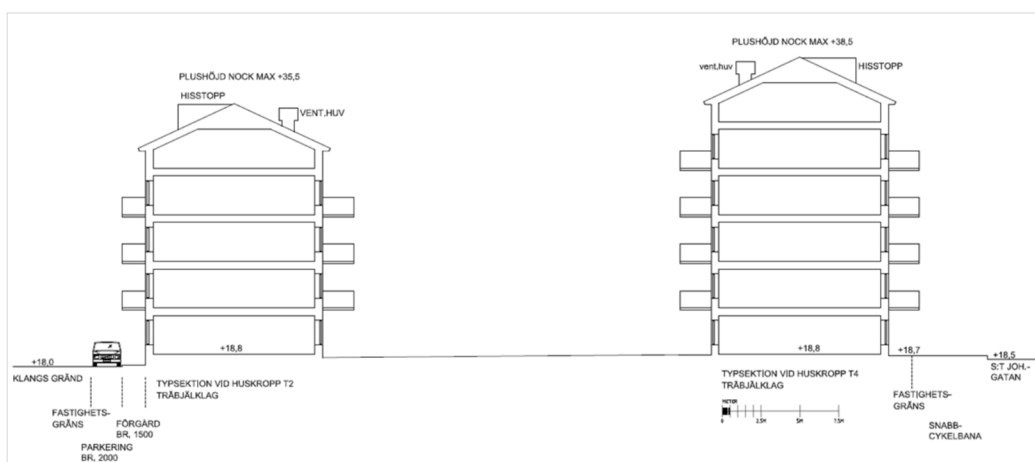 PLUSHÖJD NOCK MAX +38,5
vent.huv
HISSTOPP
PLUSHÖJD NOCK MAX +35,5
HISSTOPP
VENT.HUV
+18,0
+18,8
+18,8
+18,7
+18,5
KLANGS GRÄND
TYPSEKTION VID HUSKROPP T2
TRÄBJÄLKLAG
TYPSEKTION VID HUSKROPP T4
TRÄBJÄLKLAG
S:T JOH.-
GATAN
FASTIGHETS-
GRÄNS
FÖRGÅRD
BR, 1500
PARKERING
BR, 2000
METER
0 2.5M 5M 7.5M
FASTIGHETS-
GRÄNS
SNABB-
CYKELBANA